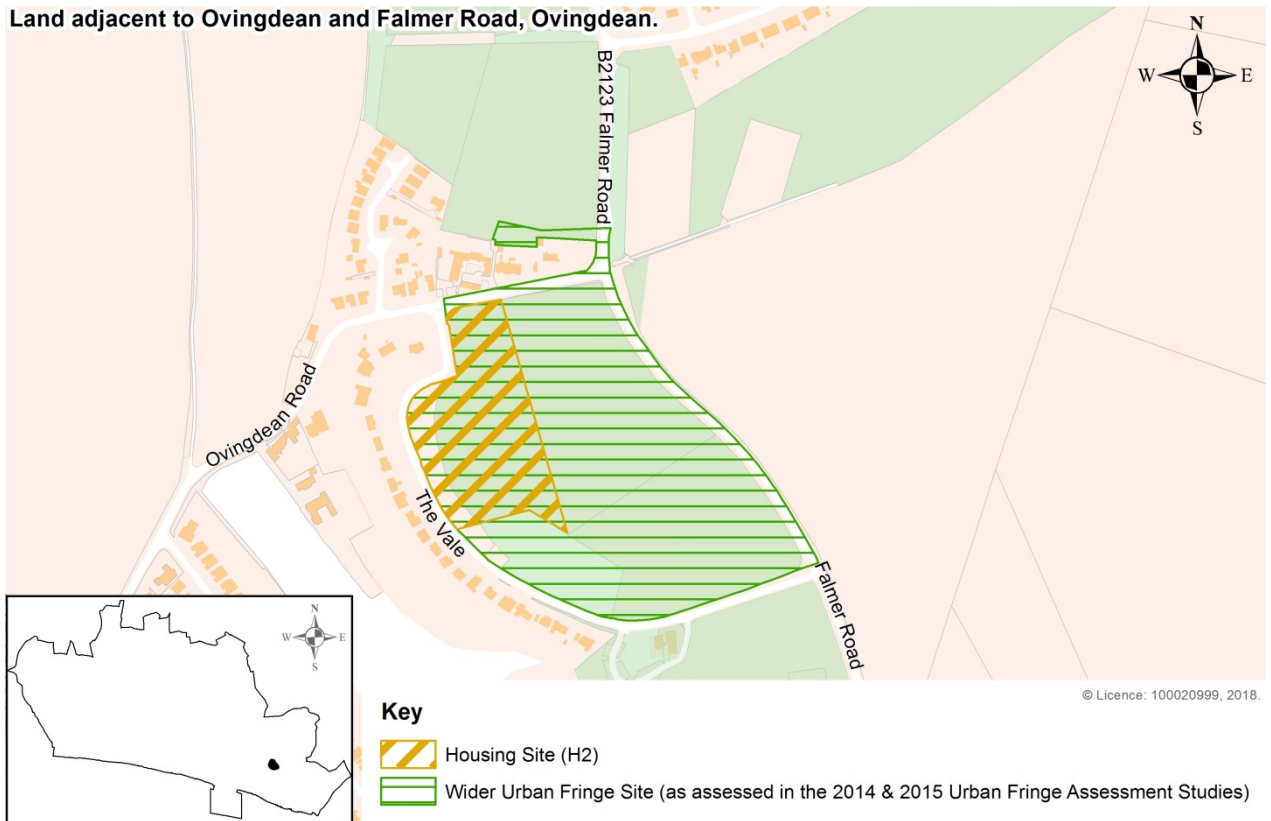 Land adjacent to Ovingdean and Falmer Road, Ovingdean.
B2123 Falmer Road
N
W E
S
Ovingdean Road
The Vale
Falmer Road
N
W E
S
© Licence: 100020999, 2018.
Key
Housing Site (H2)
Wider Urban Fringe Site (as assessed in the 2014 & 2015 Urban Fringe Assessment Studies)